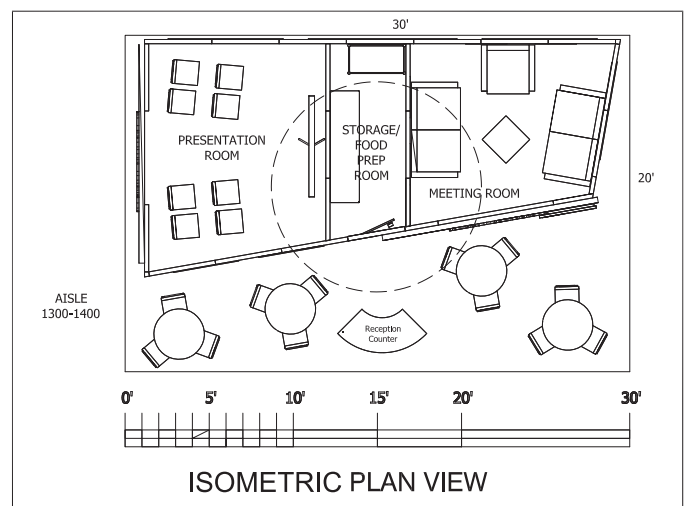 30'
PRESENTATION
ROOM
STORAGE/
FOOD
PREP
ROOM
MEETING ROOM
20'
AISLE
1300-1400
Reception
Counter
0'
5'
10'
15'
20'
30'
ISOMETRIC PLAN VIEW